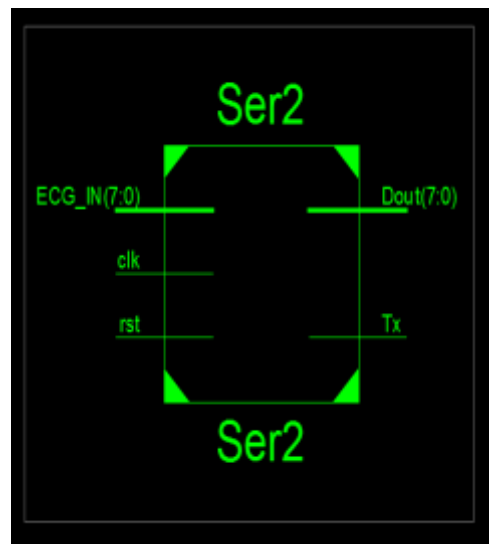 Ser2
ECG_IN(7:0)
Dout(7:0)
clk
rst
Tx
Ser2